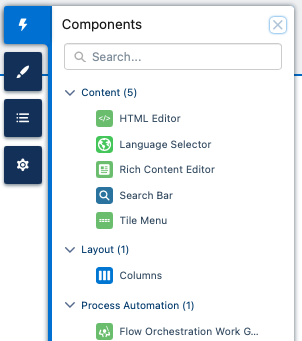 Components
Search...
Content (5)
HTML Editor
Language Selector
Rich Content Editor
Search Bar
Tile Menu
Layout (1)
Columns
Process Automation (1)
Flow Orchestration Work G...